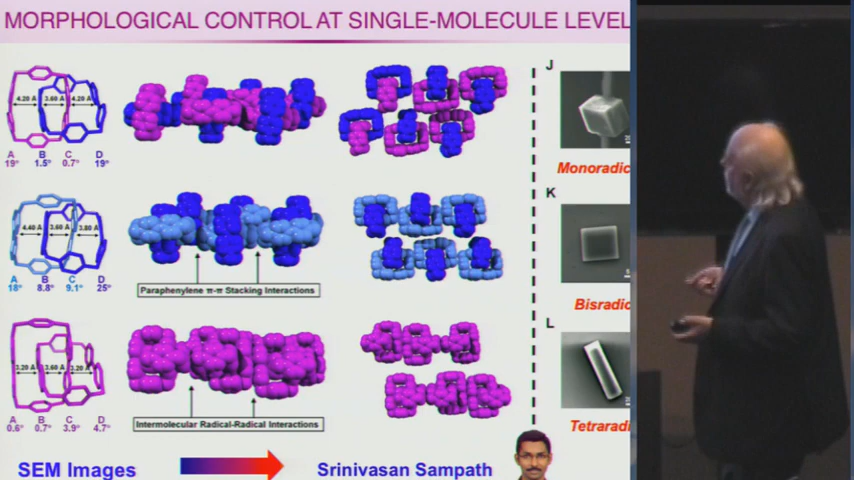 MORPHOLOGICAL CONTROL AT SINGLE-MOLECULE LEVEL
J
4.20 Å 3.60 Å 4.20 Å
A B C D
19° 1.5° 0.7° 19°
Monoradic
K
4.40 Å 3.60 Å 3.80 Å
A B C D
18° 8.8° 9.1° 25°
Paraphenylene π-π Stacking Interactions
Bisradic
L
3.20 Å 3.60 Å 3.20 Å
A B C D
0.6° 0.7° 3.9° 4.7°
Intermolecular Radical-Radical Interactions
Tetraradi
SEM Images
Srinivasan Sampath